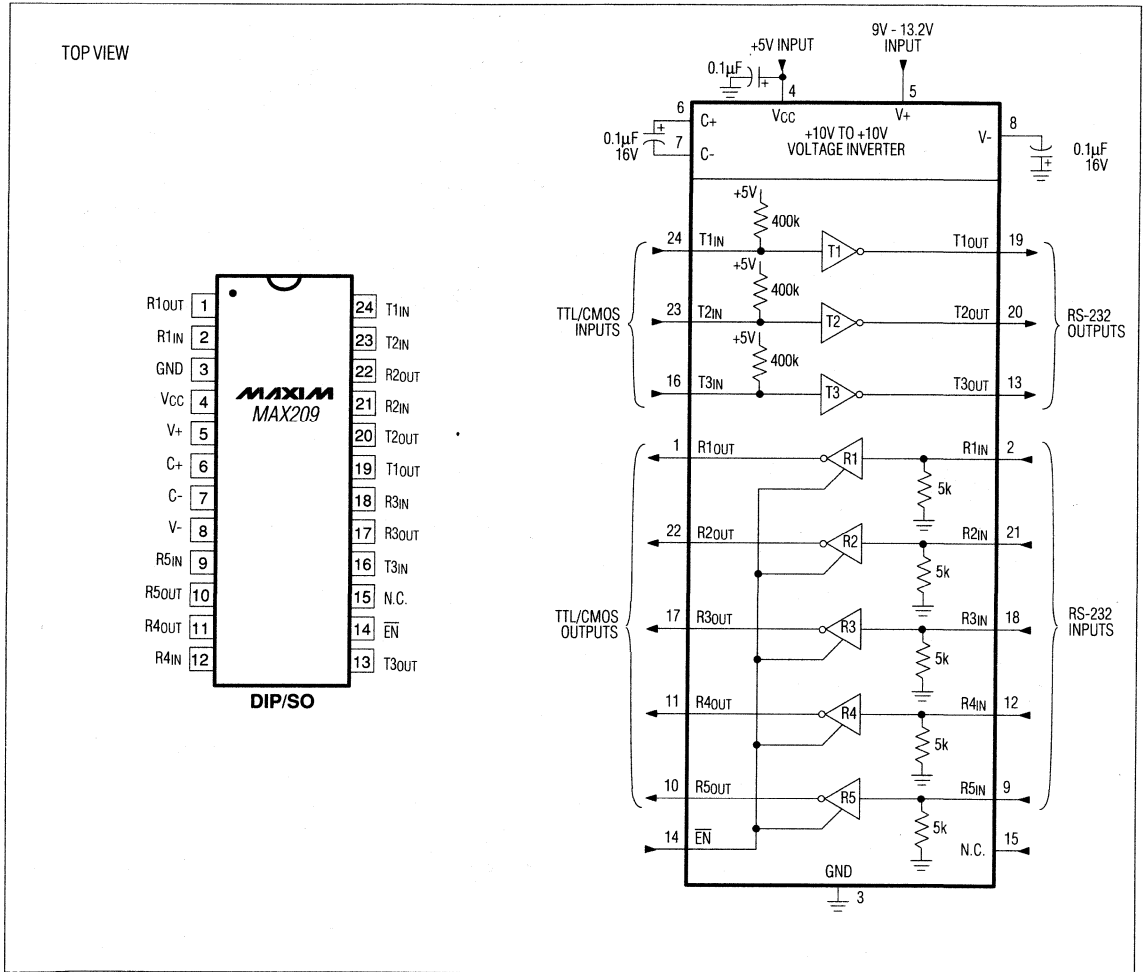 TOP VIEW
R1OUT 1
R1IN 2
GND 3
VCC 4
V+ 5
C+ 6
C- 7
V- 8
R5IN 9
R5OUT 10
R4OUT 11
R4IN 12
MAXIM
MAX209
24 T1IN
23 T2IN
22 R2OUT
21 R2IN
20 T2OUT
19 T1OUT
18 R3IN
17 R3OUT
16 T3IN
15 N.C.
14 E̅N̅
13 T3OUT
DIP/SO
+5V INPUT
9V - 13.2V
INPUT
0.1µF
+
4
5
6
C+
VCC
V+
+10V TO +10V
VOLTAGE INVERTER
V-
8
+
0.1µF
16V
7
C-
+
0.1µF
16V
+5V
400k
24 T1IN T1 T1OUT 19
+5V
400k
TTL/CMOS
INPUTS
23 T2IN T2 T2OUT 20
RS-232
OUTPUTS
+5V
400k
16 T3IN T3 T3OUT 13
1 R1OUT R1 R1IN 2
5k
22 R2OUT R2 R2IN 21
5k
TTL/CMOS
OUTPUTS
17 R3OUT R3 R3IN 18
RS-232
INPUTS
5k
11 R4OUT R4 R4IN 12
5k
10 R5OUT R5 R5IN 9
5k
14 E̅N̅
N.C. 15
GND
3